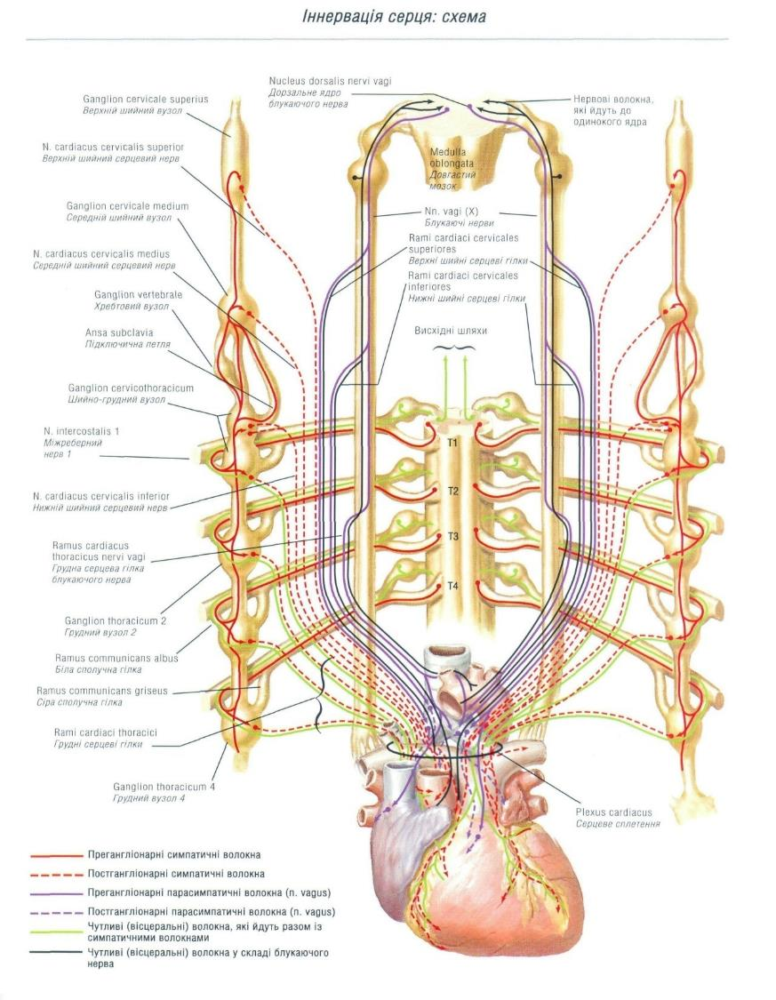 Іннервація серця: схема
Nucleus dorsalis nervi vagi
Дорзальне ядро
блукаючого нерва
Нервові волокна,
які йдуть до
одинокого ядра
Ganglion cervicale superius
Верхній шийний вузол
N. cardiacus cervicalis superior
Верхній шийний серцевий нерв
Ganglion cervicale medium
Середній шийний вузол
N. cardiacus cervicalis medius
Середній шийний серцевий нерв
Ganglion vertebrale
Хребтовий вузол
Ansa subclavia
Підключична петля
Ganglion cervicothoracicum
Шийно-грудний вузол
N. intercostalis 1
Міжреберний
нерв 1
N. cardiacus cervicalis inferior
Нижній шийний серцевий нерв
Ramus cardiacus
thoracicus nervi vagi
Грудна серцева гілка
блукаючого нерва
Ganglion thoracicum 2
Грудний вузол 2
Ramus communicans albus
Біла сполучна гілка
Ramus communicans griseus
Сіра сполучна гілка
Rami cardiaci thoracici
Грудні серцеві гілки
Ganglion thoracicum 4
Грудний вузол 4
Medulla
oblongata
Довгастий
мозок
Nn. vagi (X)
Блукаючі нерви
Rami cardiaci cervicales
superiores
Верхні шийні серцеві гілки
Rami cardiaci cervicales
inferiores
Нижні шийні серцеві гілки
Висхідні шляхи
T1
T2
T3
T4
Plexus cardiacus
Серцеве сплетення
Прегангліонарні симпатичні волокна
Постгангліонарні симпатичні волокна
Прегангліонарні парасимпатичні волокна (n. vagus)
Постгангліонарні парасимпатичні волокна (n. vagus)
Чутливі (вісцеральні) волокна, які йдуть разом із
симпатичними волокнами
Чутливі (вісцеральні) волокна у складі блукаючого
нерва